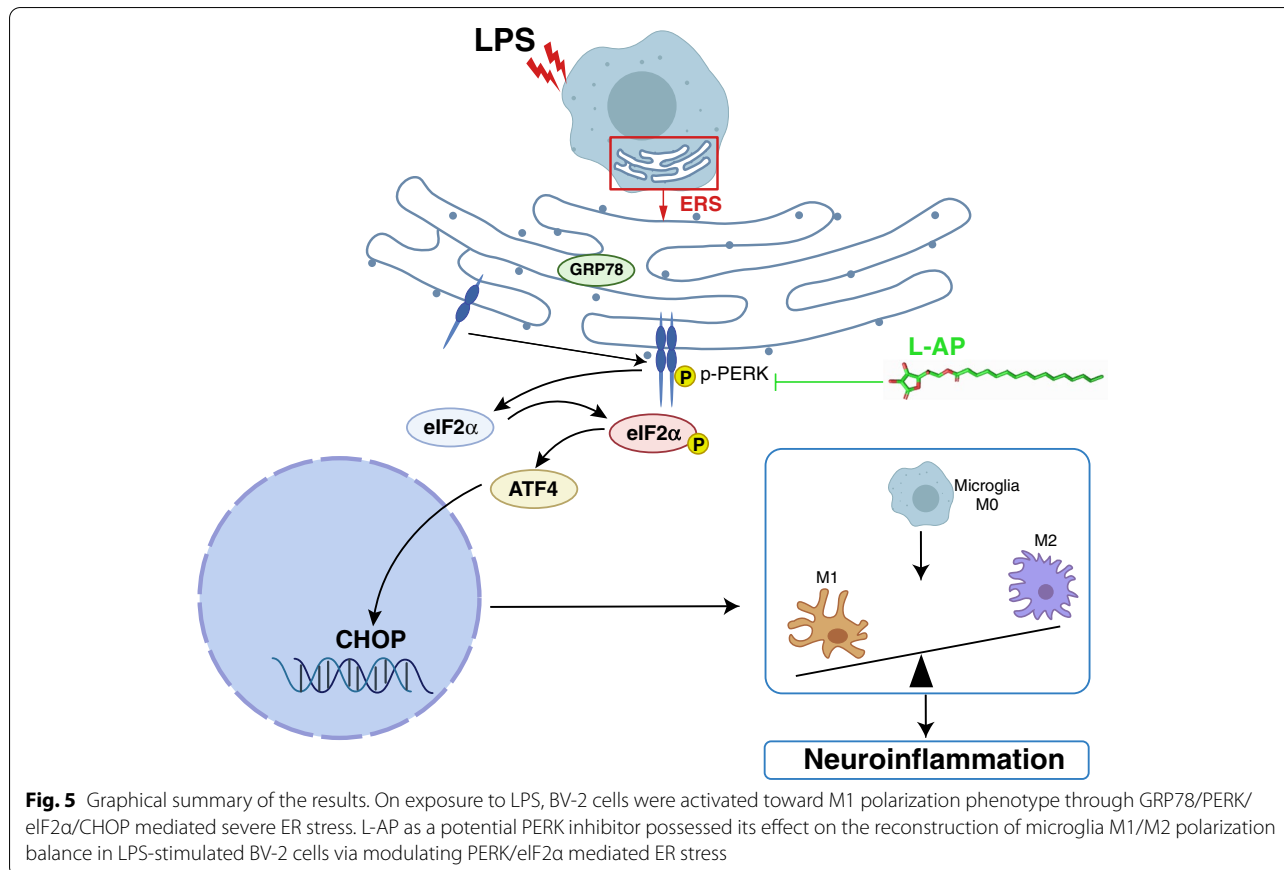 LPS
ERS
GRP78
L-AP
P p-PERK
eIF2α
eIF2α
P
ATF4
Microglia
M0
M2
M1
CHOP
Neuroinflammation
Fig. 5 Graphical summary of the results. On exposure to LPS, BV-2 cells were activated toward M1 polarization phenotype through GRP78/PERK/
eIF2α/CHOP mediated severe ER stress. L-AP as a potential PERK inhibitor possessed its effect on the reconstruction of microglia M1/M2 polarization
balance in LPS-stimulated BV-2 cells via modulating PERK/eIF2α mediated ER stress